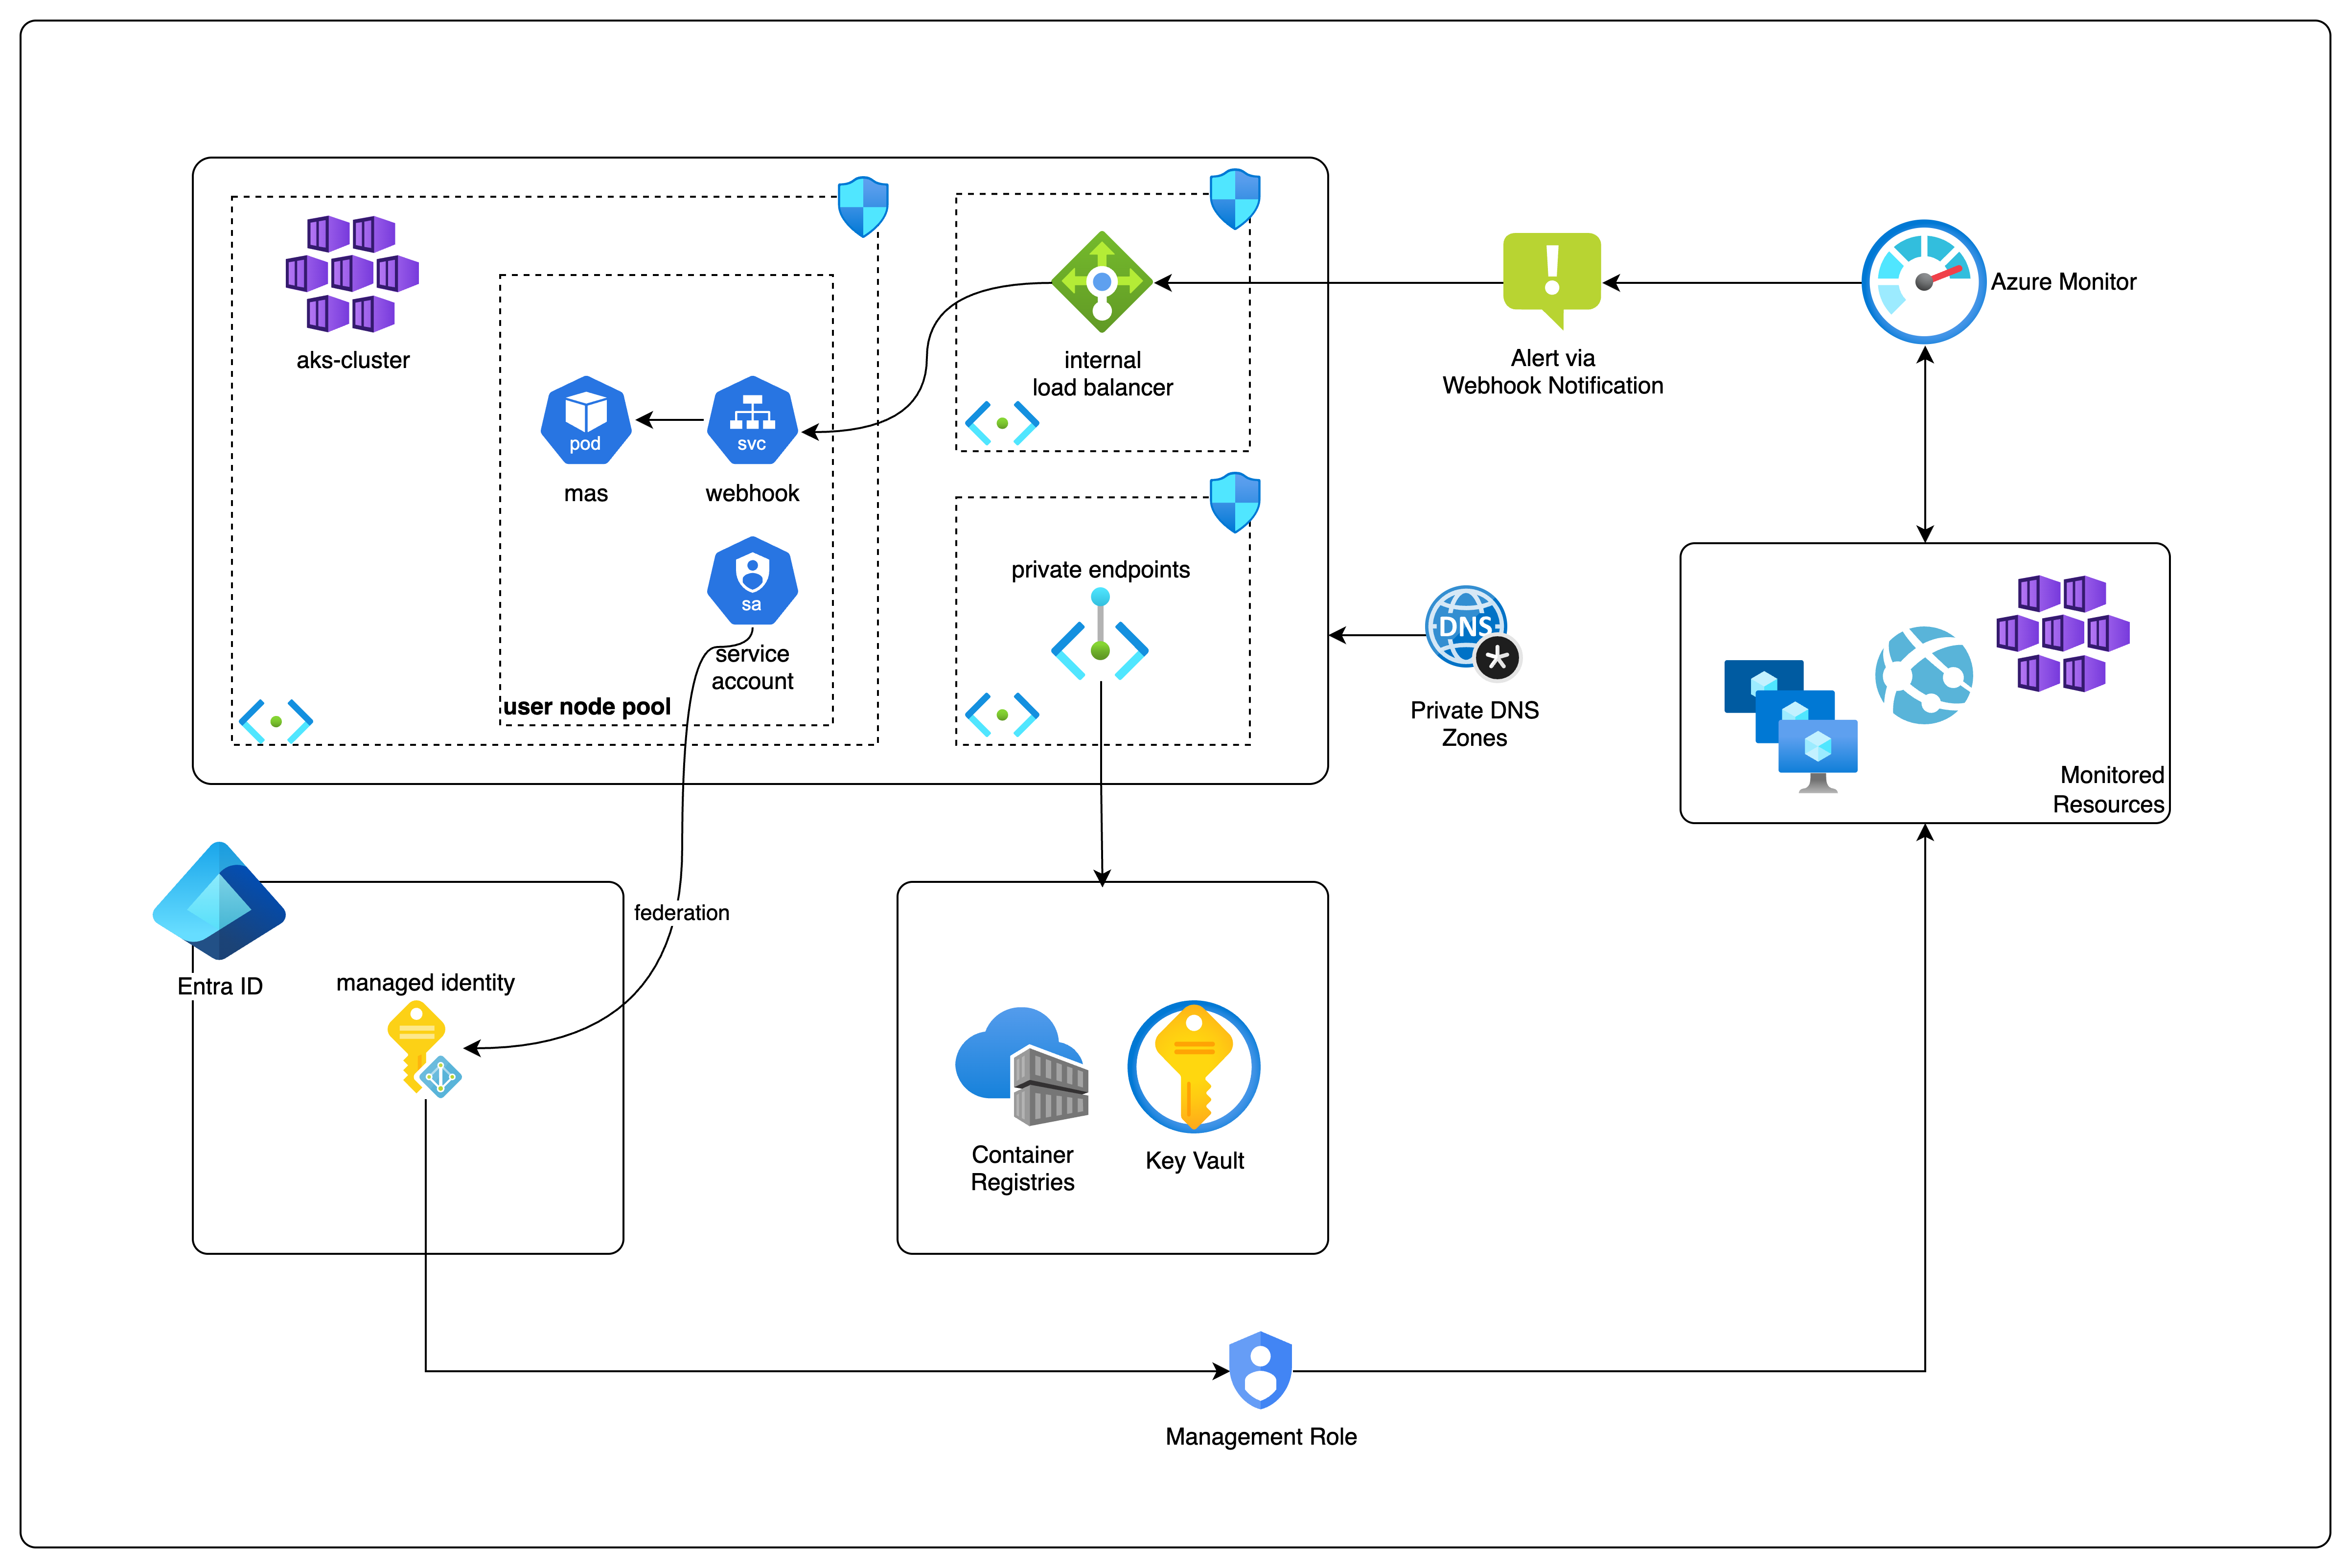 aks-cluster
pod
mas
svc
webhook
sa
service
account
user node pool
internal
load balancer
private endpoints
Alert via
Webhook Notification
Azure Monitor
DNS
Private DNS
Zones
Monitored
Resources
Entra ID
managed identity
federation
Container
Registries
Key Vault
Management Role